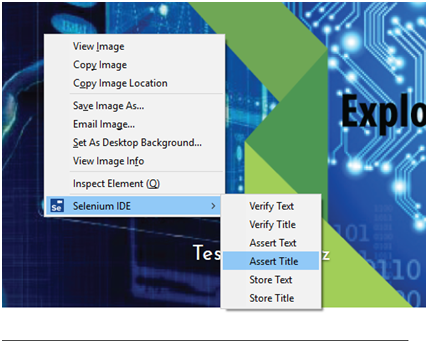 View Image
Copy Image
Copy Image Location
Save Image As...
Email Image...
Set As Desktop Background...
View Image Info
Inspect Element (Q)
Se Selenium IDE
Verify Text
Verify Title
Assert Text
Assert Title
Store Text
Store Title
Explo
Tes
z
101
110